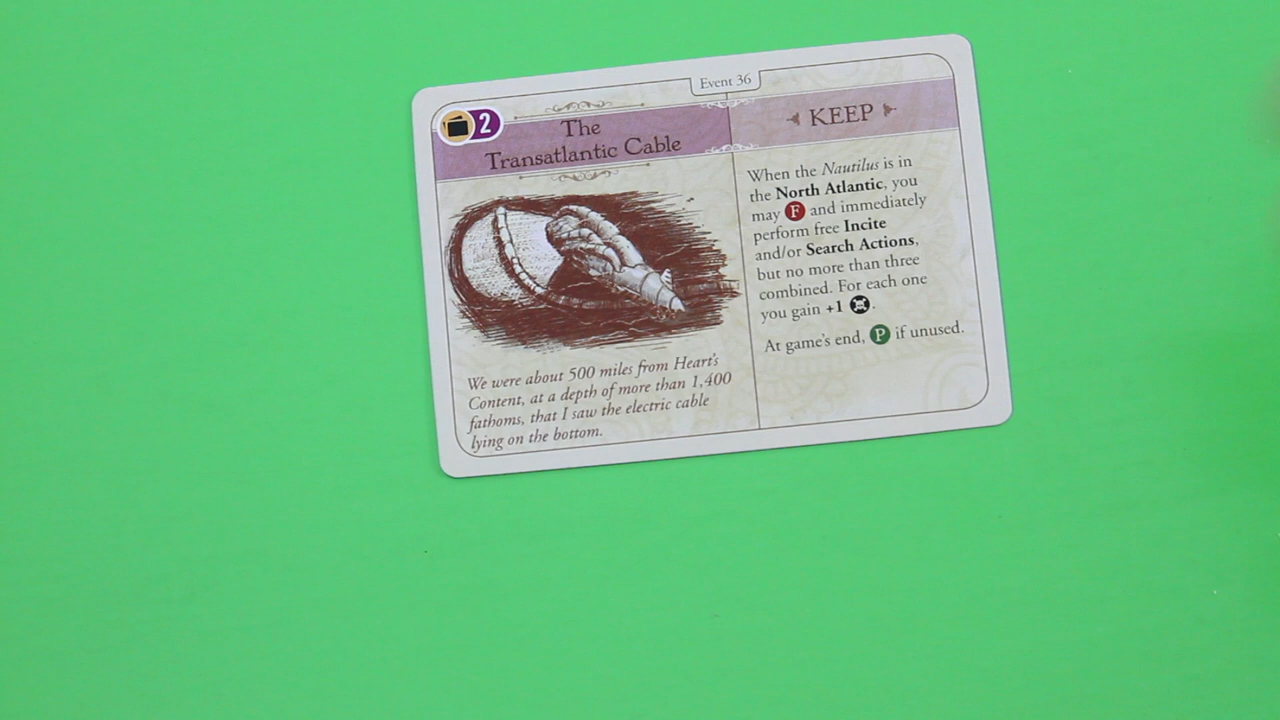 Event 36
2
The
Transatlantic Cable
We were about 500 miles from Heart's
Content, at a depth of more than 1,400
fathoms, that I saw the electric cable
lying on the bottom.
KEEP
When the Nautilus is in
the North Atlantic, you
may F and immediately
perform free Incite
and/or Search Actions,
but no more than three
combined. For each one
you gain +1 .
At game's end, P if unused.